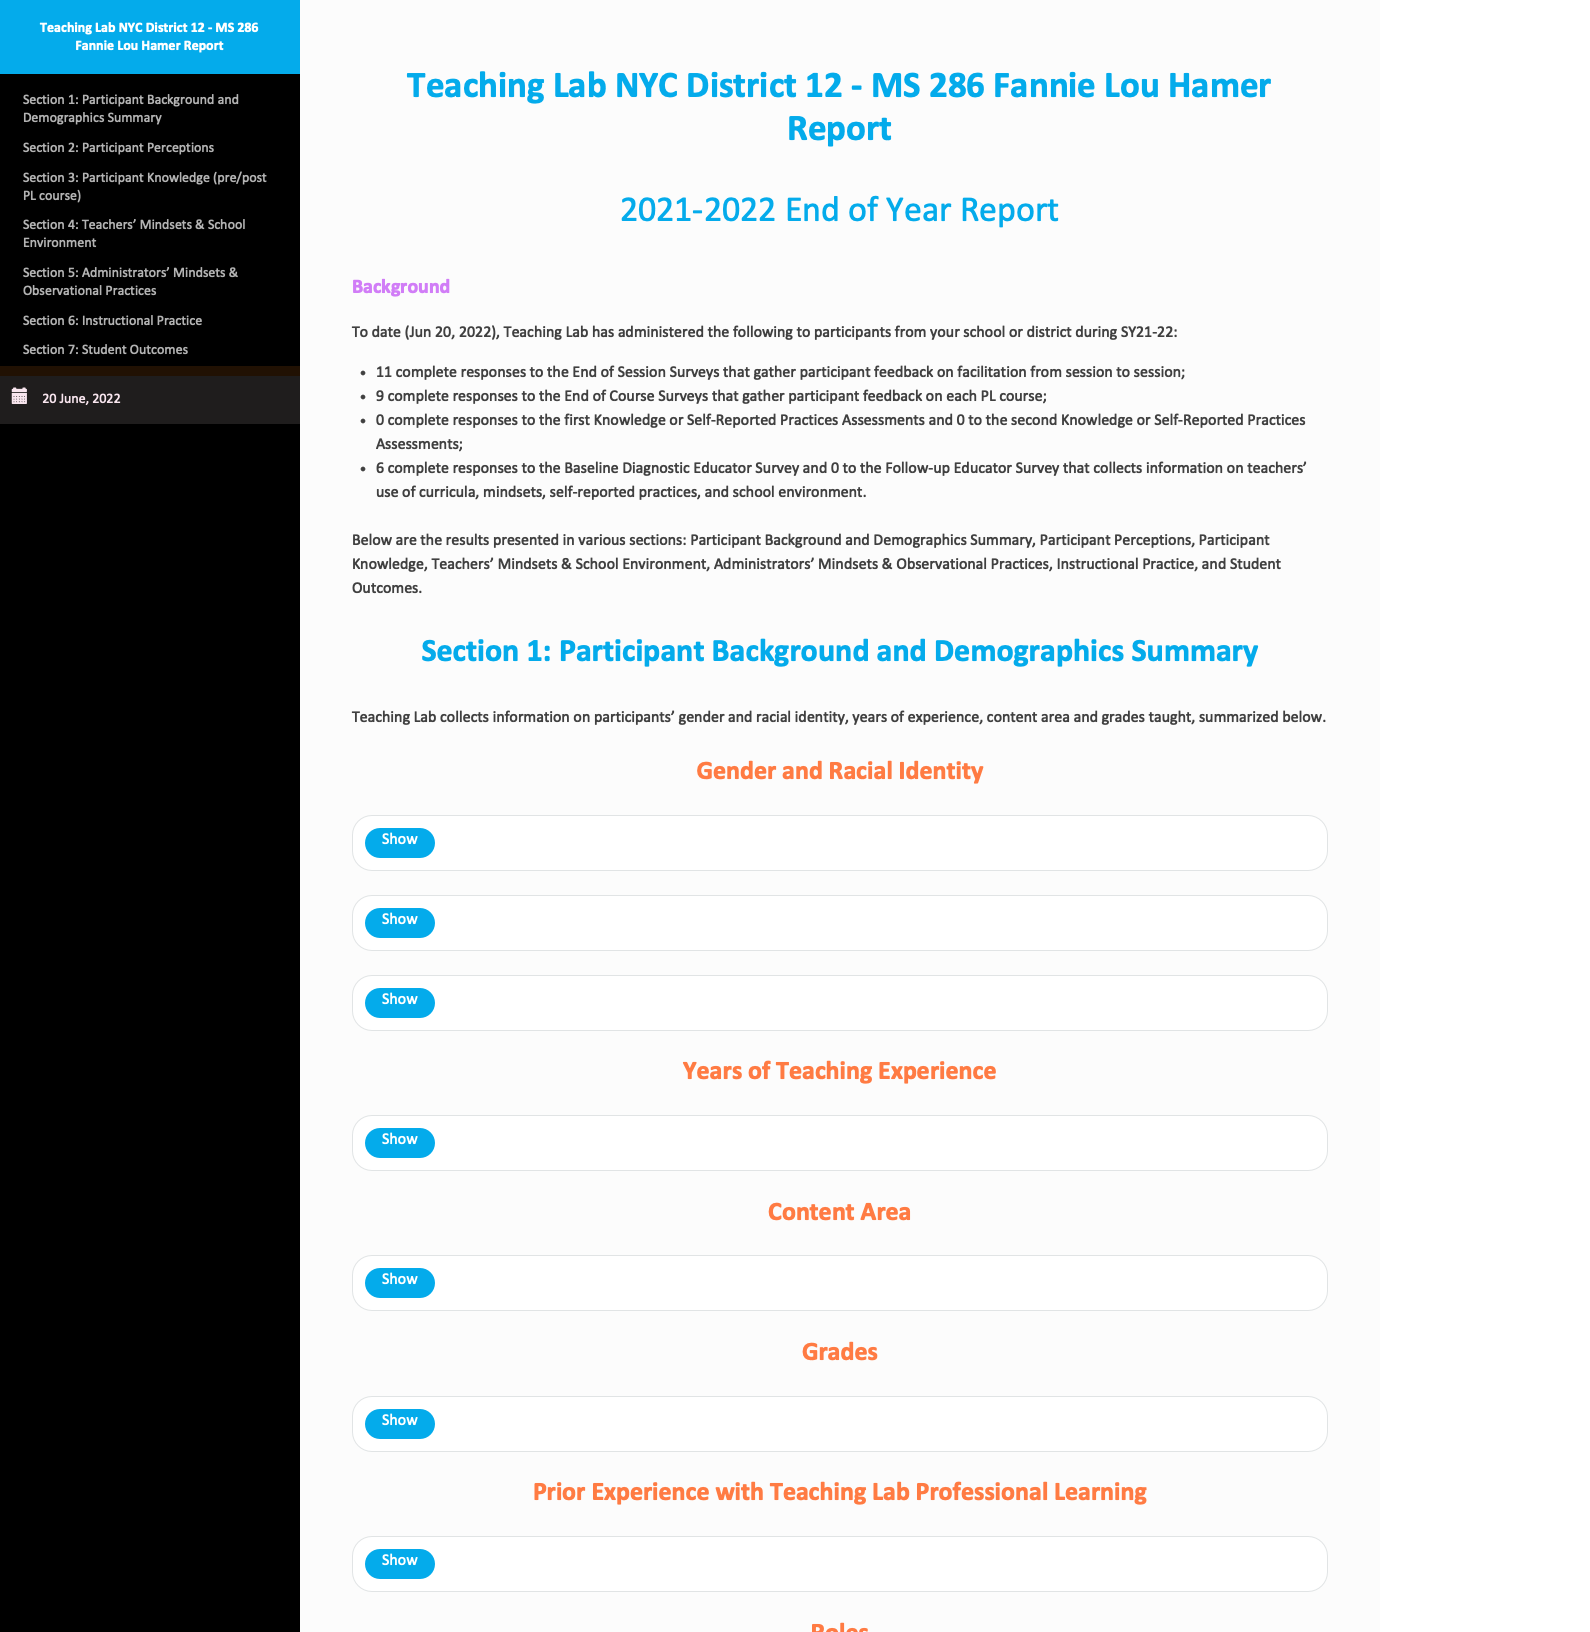 Teaching Lab NYC District 12 - MS 286
Fannie Lou Hamer Report
Section 1: Participant Background and
Demographics Summary
Section 2: Participant Perceptions
Section 3: Participant Knowledge (pre/post
PL course)
Section 4: Teachers’ Mindsets & School
Environment
Section 5: Administrators’ Mindsets &
Observational Practices
Section 6: Instructional Practice
Section 7: Student Outcomes
20 June, 2022
Teaching Lab NYC District 12 - MS 286 Fannie Lou Hamer
Report
2021-2022 End of Year Report
Background
To date (Jun 20, 2022), Teaching Lab has administered the following to participants from your school or district during SY21-22:
• 11 complete responses to the End of Session Surveys that gather participant feedback on facilitation from session to session;
• 9 complete responses to the End of Course Surveys that gather participant feedback on each PL course;
• 0 complete responses to the first Knowledge or Self-Reported Practices Assessments and 0 to the second Knowledge or Self-Reported Practices
Assessments;
• 6 complete responses to the Baseline Diagnostic Educator Survey and 0 to the Follow-up Educator Survey that collects information on teachers’
use of curricula, mindsets, self-reported practices, and school environment.
Below are the results presented in various sections: Participant Background and Demographics Summary, Participant Perceptions, Participant
Knowledge, Teachers’ Mindsets & School Environment, Administrators’ Mindsets & Observational Practices, Instructional Practice, and Student
Outcomes.
Section 1: Participant Background and Demographics Summary
Teaching Lab collects information on participants’ gender and racial identity, years of experience, content area and grades taught, summarized below.
Gender and Racial Identity
Show
Show
Show
Years of Teaching Experience
Show
Content Area
Show
Grades
Show
Prior Experience with Teaching Lab Professional Learning
Show
Roles